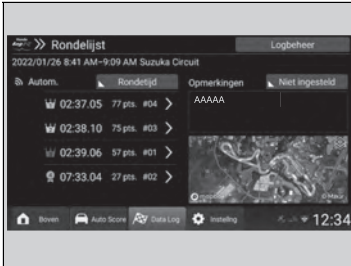 Rondelijst
Logbeheer
2022/01/26 8:41 AM–9:09 AM Suzuka Circuit
Autom.
Rondetijd
Opmerkingen
Niet ingesteld
AAAAA
02:37.05 77 pts. #04
02:38.10 75 pts. #03
02:39.06 57 pts. #01
07:33.04 27 pts. #02
Boven
Auto Score
Data Log
Instelling
12:34